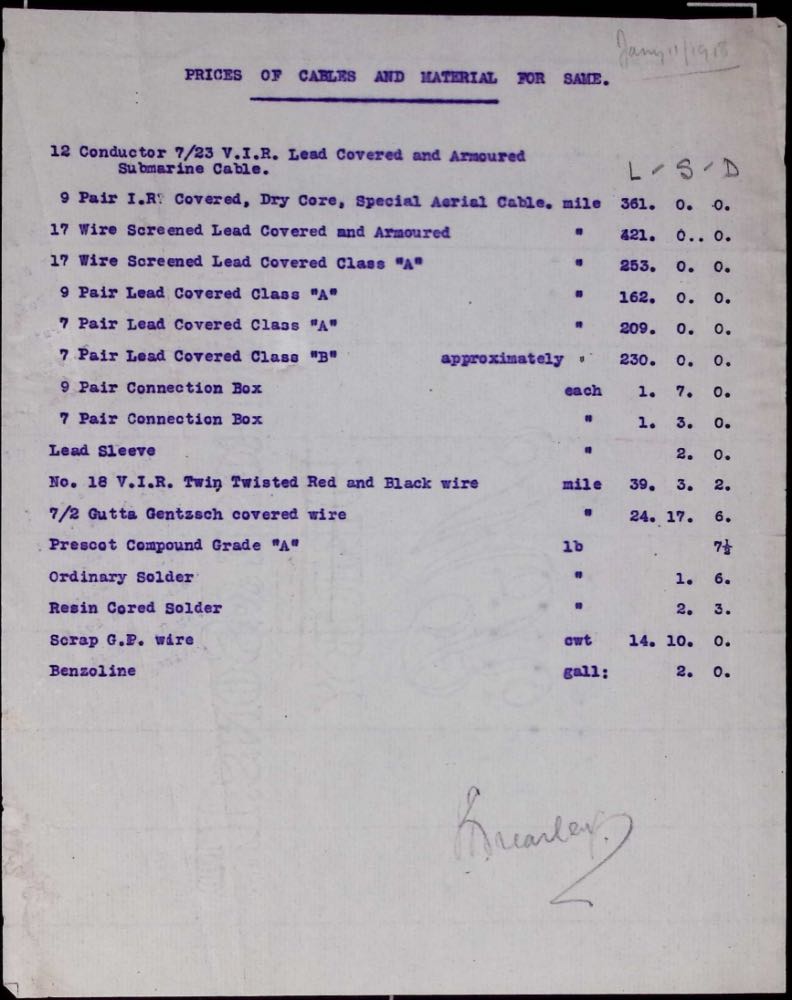 Jany 11/1918
PRICES OF CABLES AND MATERIAL FOR SAME.
12 Conductor 7/23 V.I.R. Lead Covered and Armoured
Submarine Cable.
L - S - D
9 Pair I.R. Covered, Dry Core, Special Aerial Cable. mile 361. 0. 0.
17 Wire Screened Lead Covered and Armoured " 421. 0.. 0.
17 Wire Screened Lead Covered Class "A" " 253. 0. 0.
9 Pair Lead Covered Class "A" " 162. 0. 0.
7 Pair Lead Covered Class "A" " 209. 0. 0.
7 Pair Lead Covered Class "B" approximately " 230. 0. 0.
9 Pair Connection Box each 1. 7. 0.
7 Pair Connection Box " 1. 3. 0.
Lead Sleeve " 2. 0.
No. 18 V.I.R. Twin Twisted Red and Black wire mile 39. 3. 2.
7/2 Gutta Gentzsch covered wire " 24. 17. 6.
Prescot Compound Grade "A" lb 7½
Ordinary Solder " 1. 6.
Resin Cored Solder " 2. 3.
Scrap G.P. wire cwt 14. 10. 0.
Benzoline gall: 2. 0.